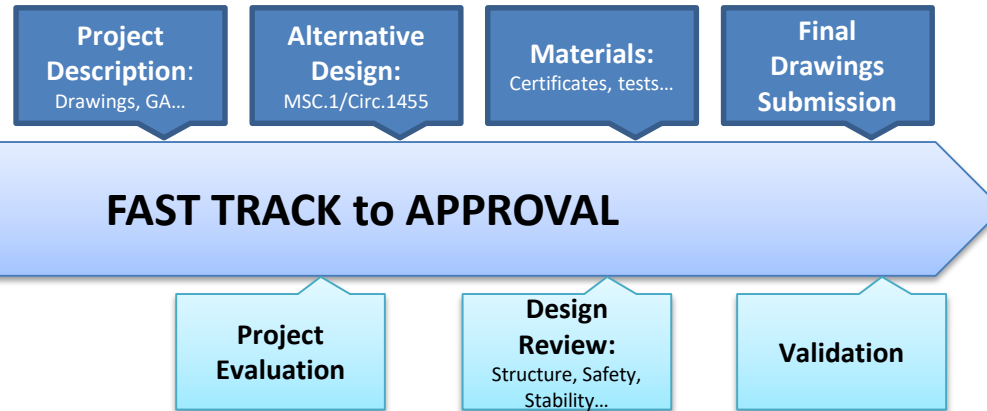 Project
Description:
Drawings, GA…
Alternative
Design:
MSC.1/Circ.1455
Materials:
Certificates, tests…
Final
Drawings
Submission
FAST TRACK to APPROVAL
Project
Evaluation
Design
Review:
Structure, Safety,
Stability…
Validation